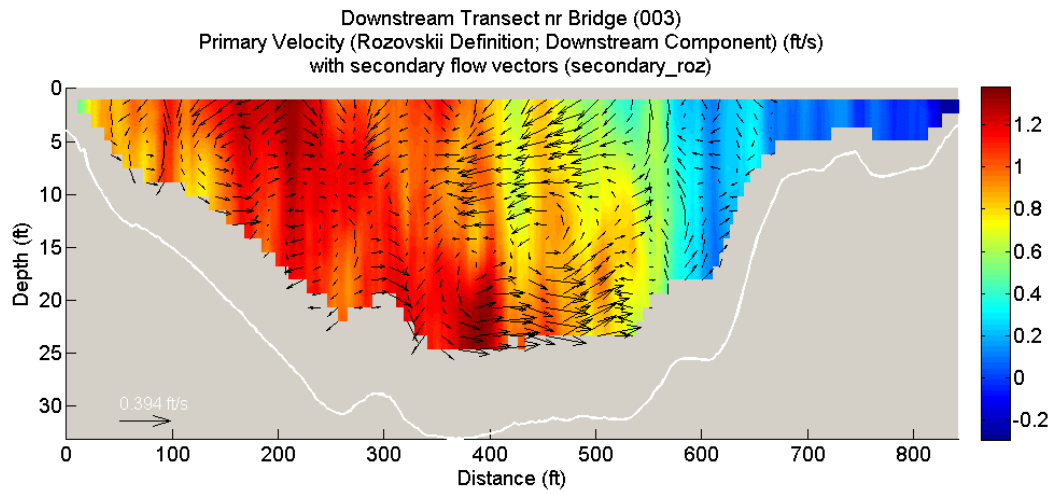 Downstream Transect nr Bridge (003)
Primary Velocity (Rozovskii Definition; Downstream Component) (ft/s)
with secondary flow vectors (secondary_roz)
0
5
10
15
20
25
30
Depth (ft)
0.394 ft/s
0 100 200 300 400 500 600 700 800
Distance (ft)
1.2
1
0.8
0.6
0.4
0.2
0
-0.2